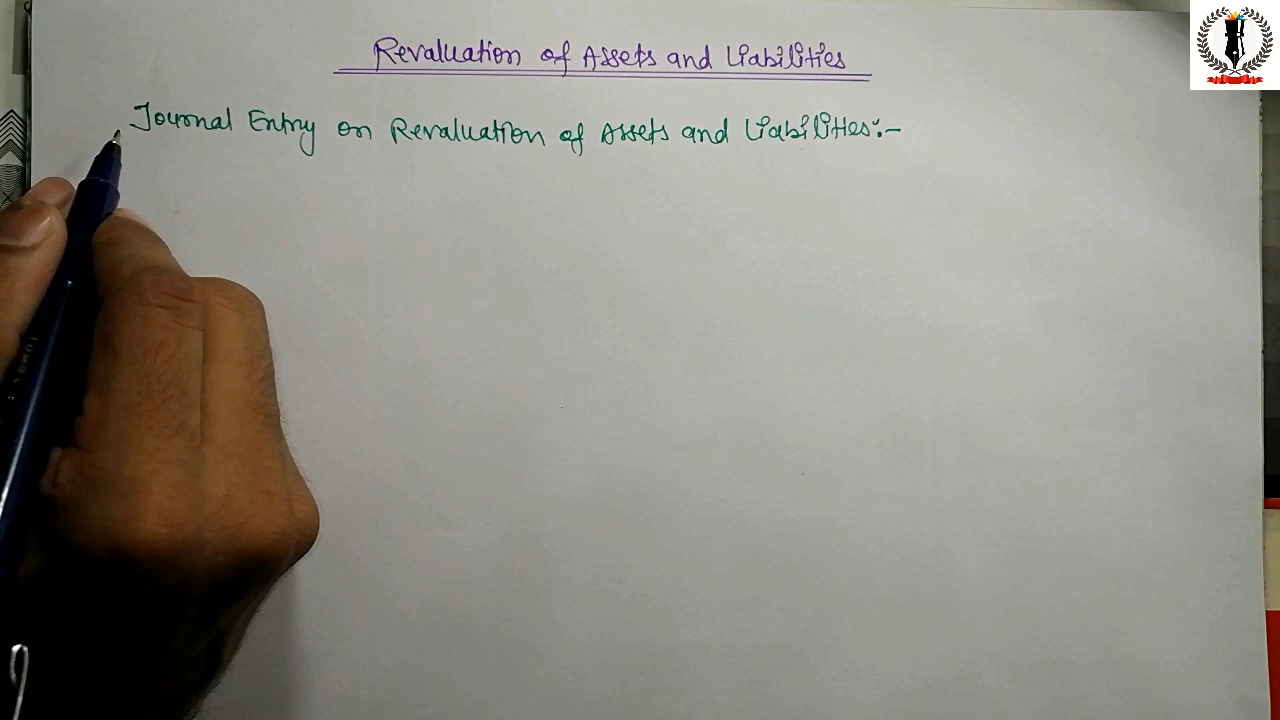 Revaluation of Assets and Liabilities
Journal Entry on Revaluation of Assets and Liabilities:-